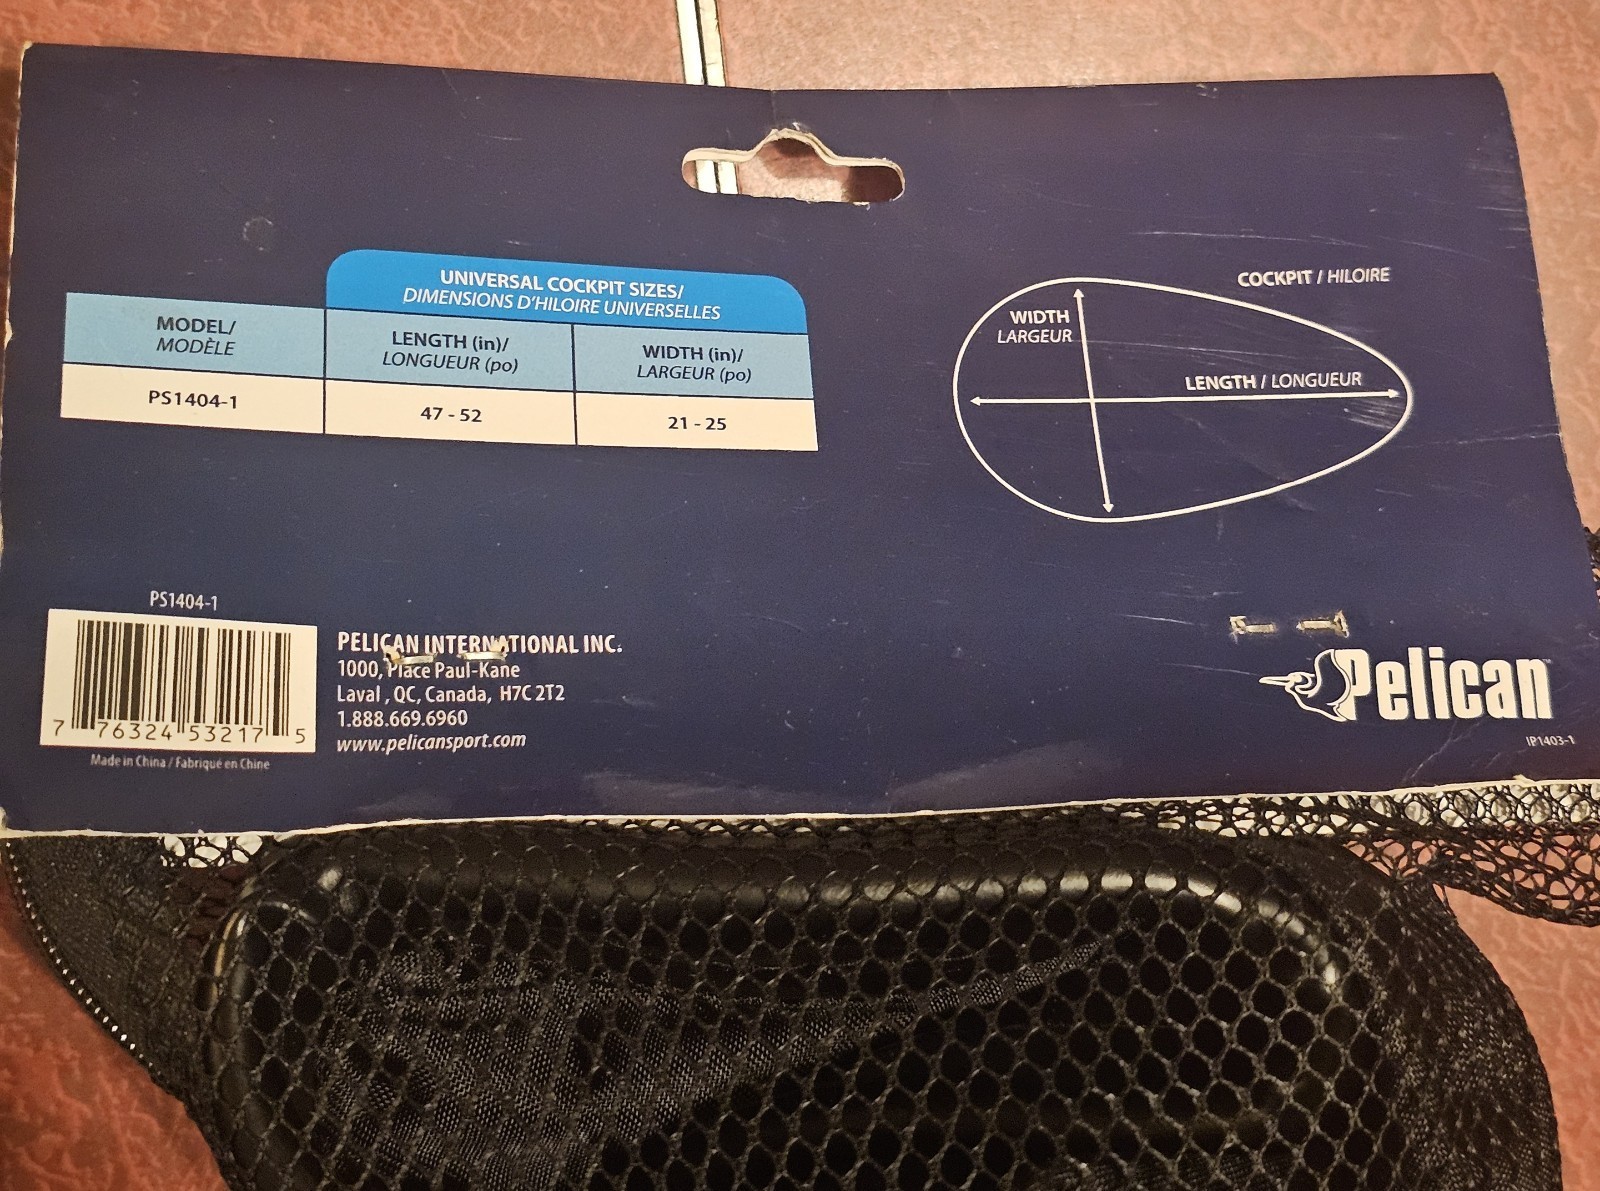 UNIVERSAL COCKPIT SIZES/
DIMENSIONS D'HILOIRE UNIVERSELLES
MODEL/
MODÈLE
LENGTH (in)/
LONGUEUR (po)
WIDTH (in)/
LARGEUR (po)
PS1404-1
47 - 52
21 - 25
COCKPIT / HILOIRE
WIDTH
LARGEUR
LENGTH / LONGUEUR
PS1404-1
7 76324 53217 5
Made in China / Fabriqué en Chine
PELICAN INTERNATIONAL INC.
1000, Place Paul-Kane
Laval , QC, Canada, H7C 2T2
1.888.669.6960
www.pelicansport.com
Pelican
IP1403-1